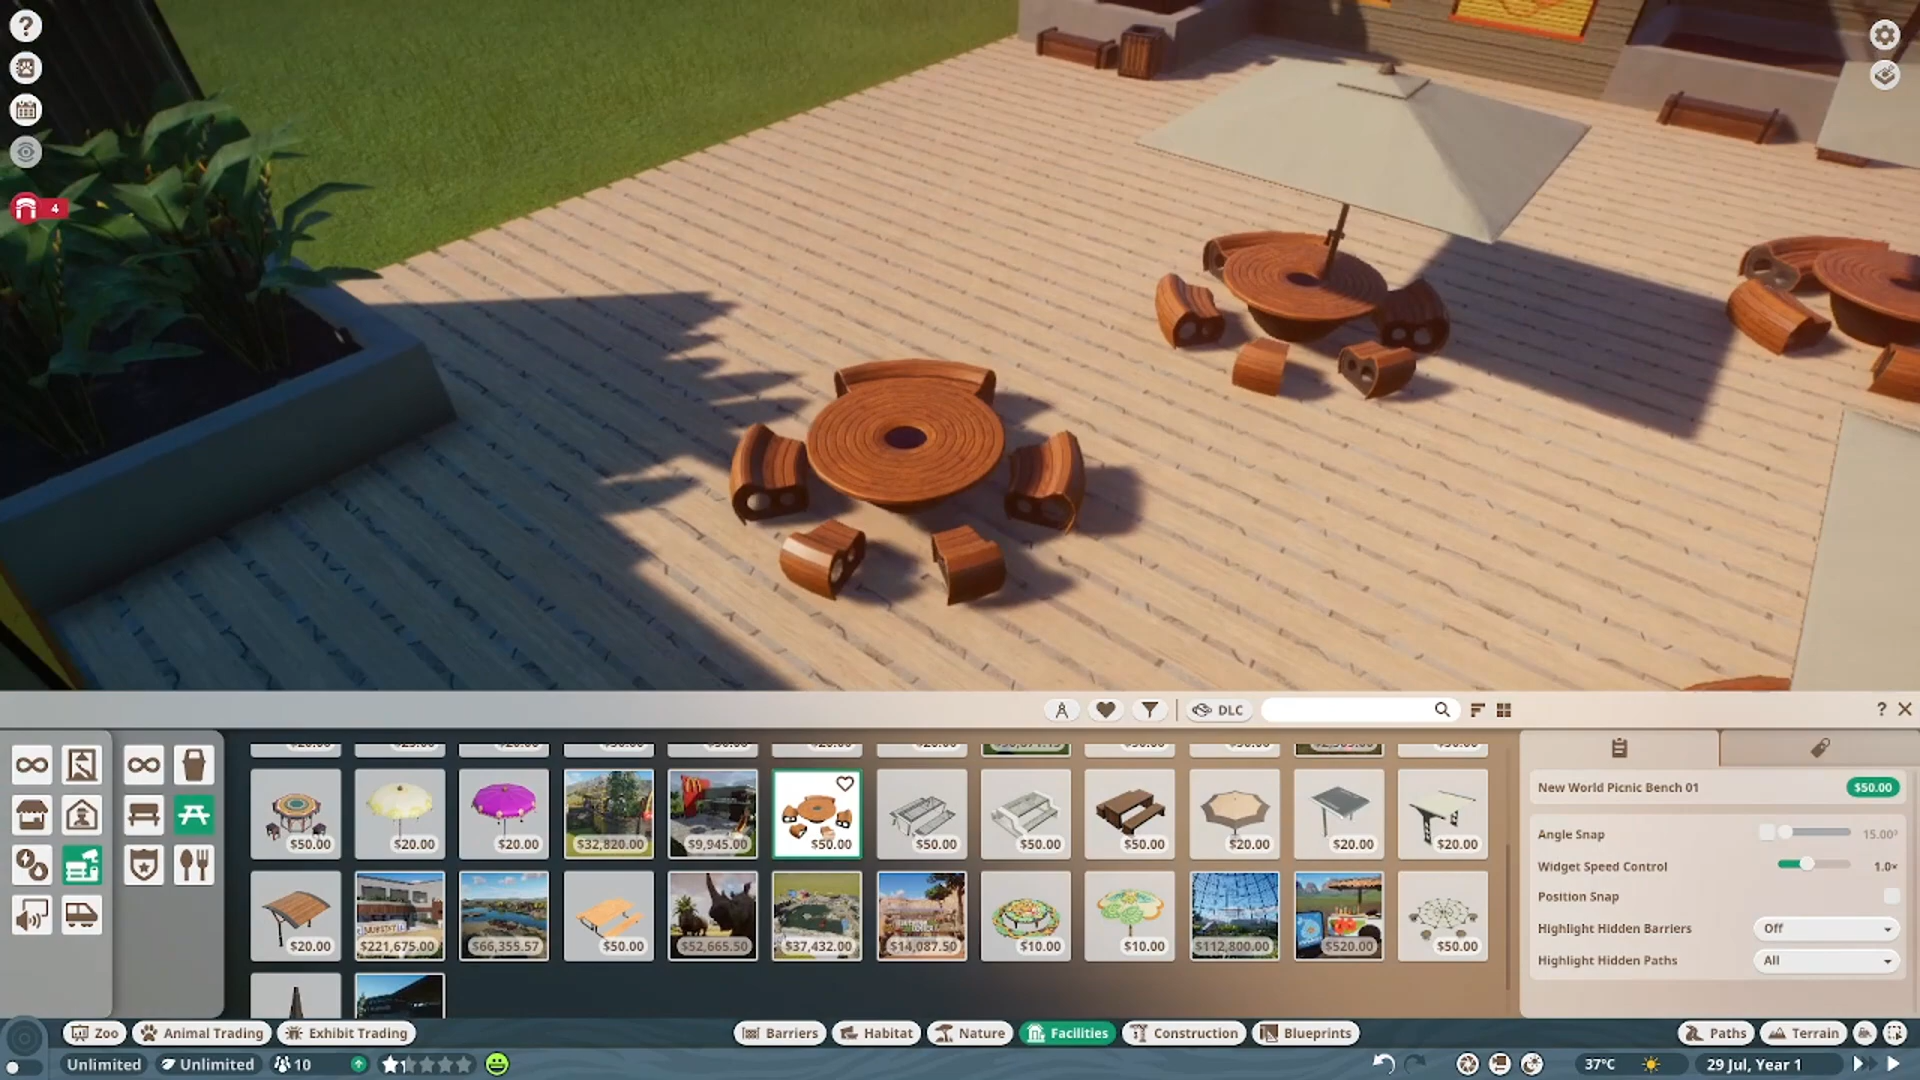 ?
4
DLC
?
$50.00
$20.00
$20.00
$32,820.00
$9,945.00
$50.00
$50.00
$50.00
$50.00
$20.00
$20.00
$20.00
$20.00
$221,675.00
$66,355.57
$50.00
$52,665.50
$37,432.00
$14,087.50
$10.00
$10.00
$112,800.00
$520.00
$50.00
New World Picnic Bench 01
$50.00
Angle Snap
15.00°
Widget Speed Control
1.0×
Position Snap
Highlight Hidden Barriers
Off
Highlight Hidden Paths
All
Zoo
Animal Trading
Exhibit Trading
Barriers
Habitat
Nature
Facilities
Construction
Blueprints
Paths
Terrain
Unlimited
Unlimited
10
37°C
29 Jul, Year 1